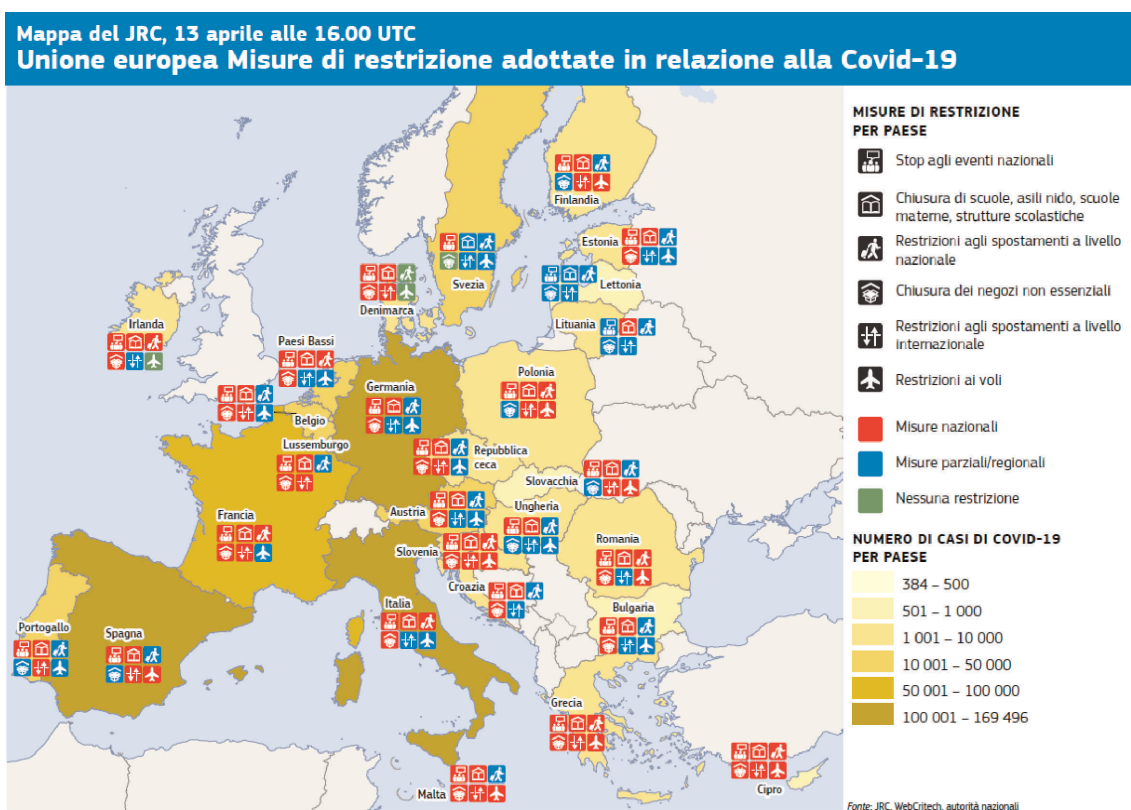 Mappa del JRC, 13 aprile alle 16.00 UTC
Unione europea Misure di restrizione adottate in relazione alla Covid-19
Finlandia
Estonia
Svezia
Lettonia
Denimarca
Lituania
Irlanda
Paesi Bassi
Polonia
Germania
Belgio
Lussemburgo
Repubblica
ceca
Slovacchia
Austria
Ungheria
Francia
Slovenia
Romania
Croazia
Italia
Bulgaria
Portogallo
Spagna
Grecia
Malta
Cipro
MISURE DI RESTRIZIONE
PER PAESE
Stop agli eventi nazionali
Chiusura di scuole, asili nido, scuole
materne, strutture scolastiche
Restrizioni agli spostamenti a livello
nazionale
Chiusura dei negozi non essenziali
Restrizioni agli spostamenti a livello
internazionale
Restrizioni ai voli
Misure nazionali
Misure parziali/regionali
Nessuna restrizione
NUMERO DI CASI DI COVID-19
PER PAESE
384 – 500
501 – 1 000
1 001 – 10 000
10 001 – 50 000
50 001 – 100 000
100 001 – 169 496
Fonte: JRC, WebCritech, autorità nazionali